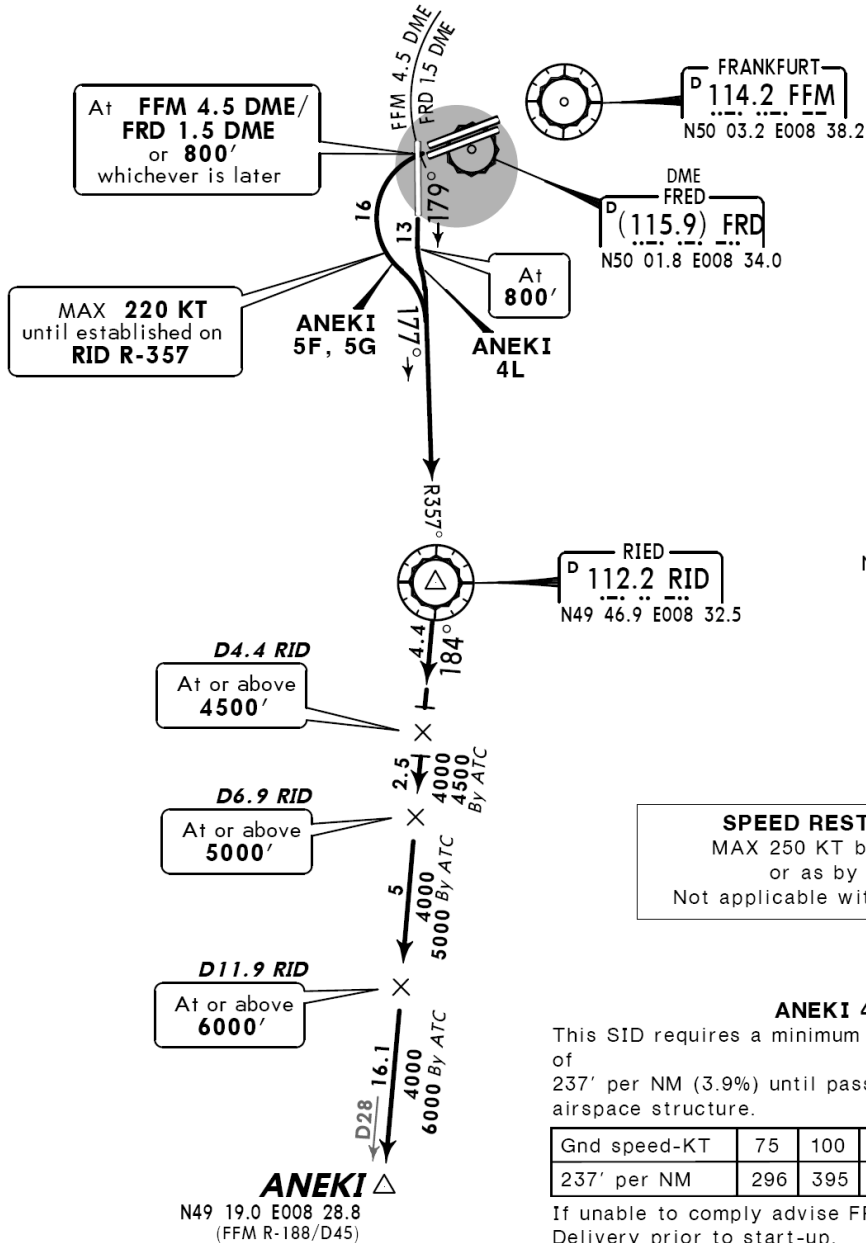 FFM 4.5 DME
FRD 1.5 DME
At FFM 4.5 DME/
FRD 1.5 DME
or 800'
whichever is later
FRANKFURT
D 114.2 FFM
N50 03.2 E008 38.2
DME
FRED
D (115.9) FRD
N50 01.8 E008 34.0
16
13
179°
At
800'
MAX 220 KT
until established on
RID R-357
ANEKI
5F, 5G
177°
ANEKI
4L
R357°
RIED
D 112.2 RID
N49 46.9 E008 32.5
N
4.4
184°
D4.4 RID
At or above
4500'
2.5
4000
4500
By ATC
D6.9 RID
At or above
5000'
5
4000
5000 By ATC
SPEED REST
MAX 250 KT b
or as by
Not applicable wit
D11.9 RID
At or above
6000'
16.1
4000
6000 By ATC
D28
ANEKI
N49 19.0 E008 28.8
(FFM R-188/D45)
ANEKI 4
This SID requires a minimum
of
237' per NM (3.9%) until pass
airspace structure.
Gnd speed-KT 75 100
237' per NM 296 395
If unable to comply advise FR
Delivery prior to start-up.